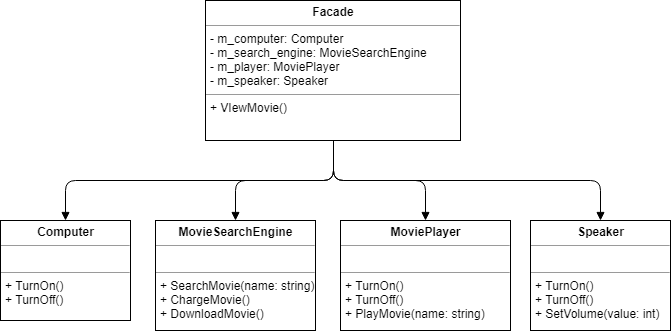 Facade
- m_computer: Computer
- m_search_engine: MovieSearchEngine
- m_player: MoviePlayer
- m_speaker: Speaker
+ VIewMovie()
Computer
+ TurnOn()
+ TurnOff()
MovieSearchEngine
+ SearchMovie(name: string)
+ ChargeMovie()
+ DownloadMovie()
MoviePlayer
+ TurnOn()
+ TurnOff()
+ PlayMovie(name: string)
Speaker
+ TurnOn()
+ TurnOff()
+ SetVolume(value: int)